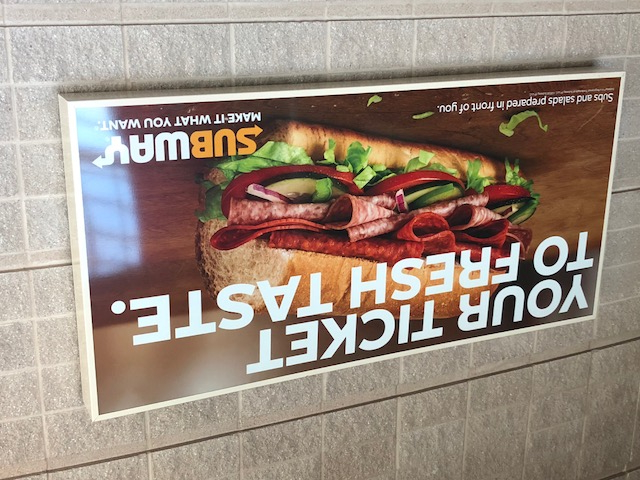 YOUR TICKET
TO FRESH TASTE.
Subs and salads prepared in front of you.
SUBWAY
MAKE IT WHAT YOU WANT.